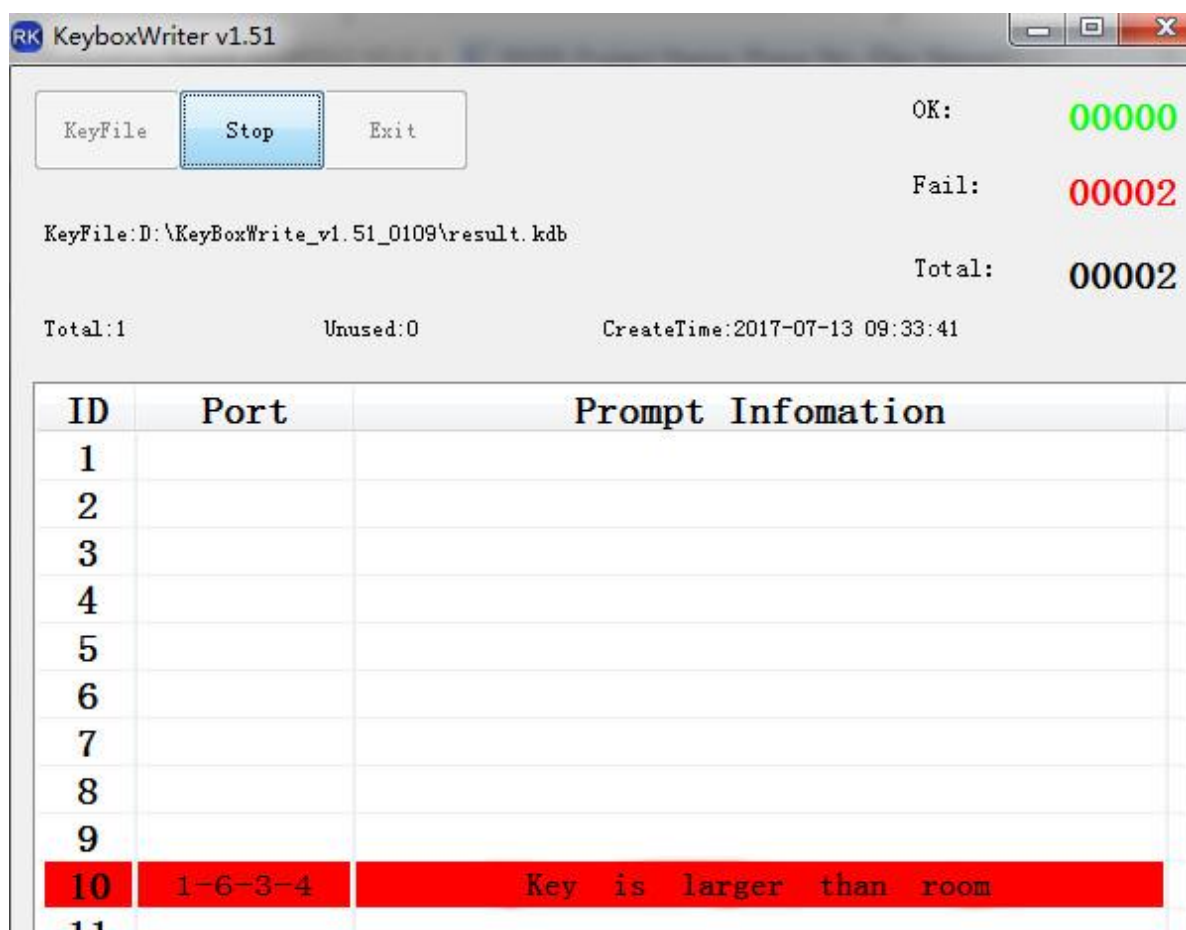 RK KeyboxWriter v1.51
KeyFile Stop Exit
OK: 00000
Fail: 00002
KeyFile:D:\KeyBoxWrite_v1.51_0109\result.kdb
Total: 00002
Total:1 Unused:0 CreateTime:2017-07-13 09:33:41
ID Port Prompt Infomation
1
2
3
4
5
6
7
8
9
10 1-6-3-4 Key is larger than room
11